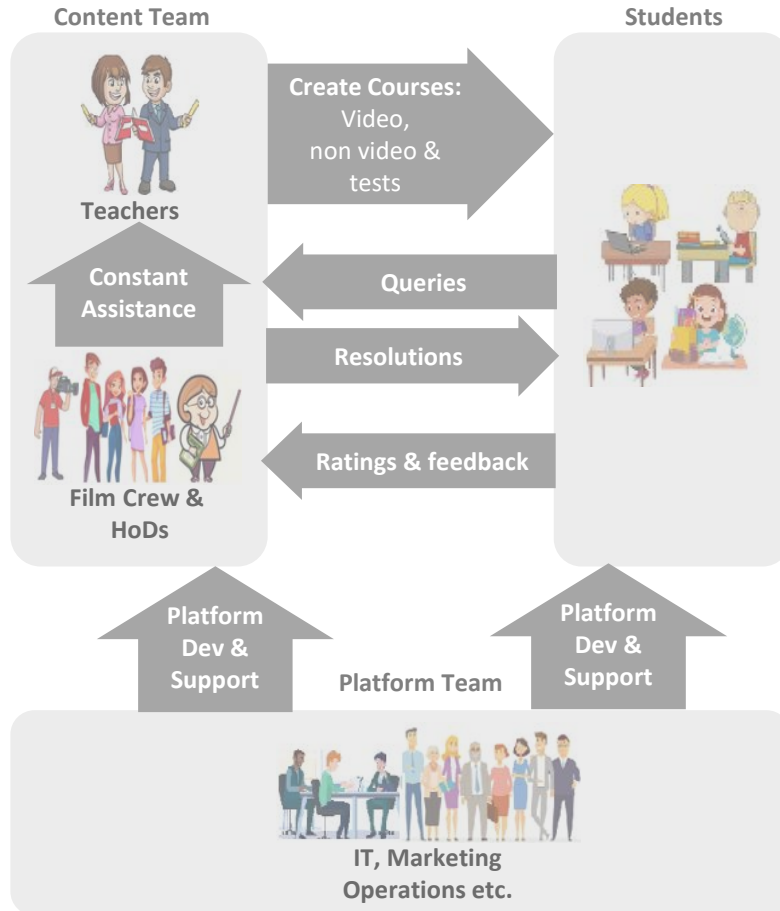 Content Team
Students
Create Courses:
Video,
non video &
tests
Teachers
Constant
Assistance
Queries
Resolutions
Ratings & feedback
Film Crew &
HoDs
Platform
Dev &
Support
Platform
Dev &
Support
Platform Team
IT, Marketing
Operations etc.